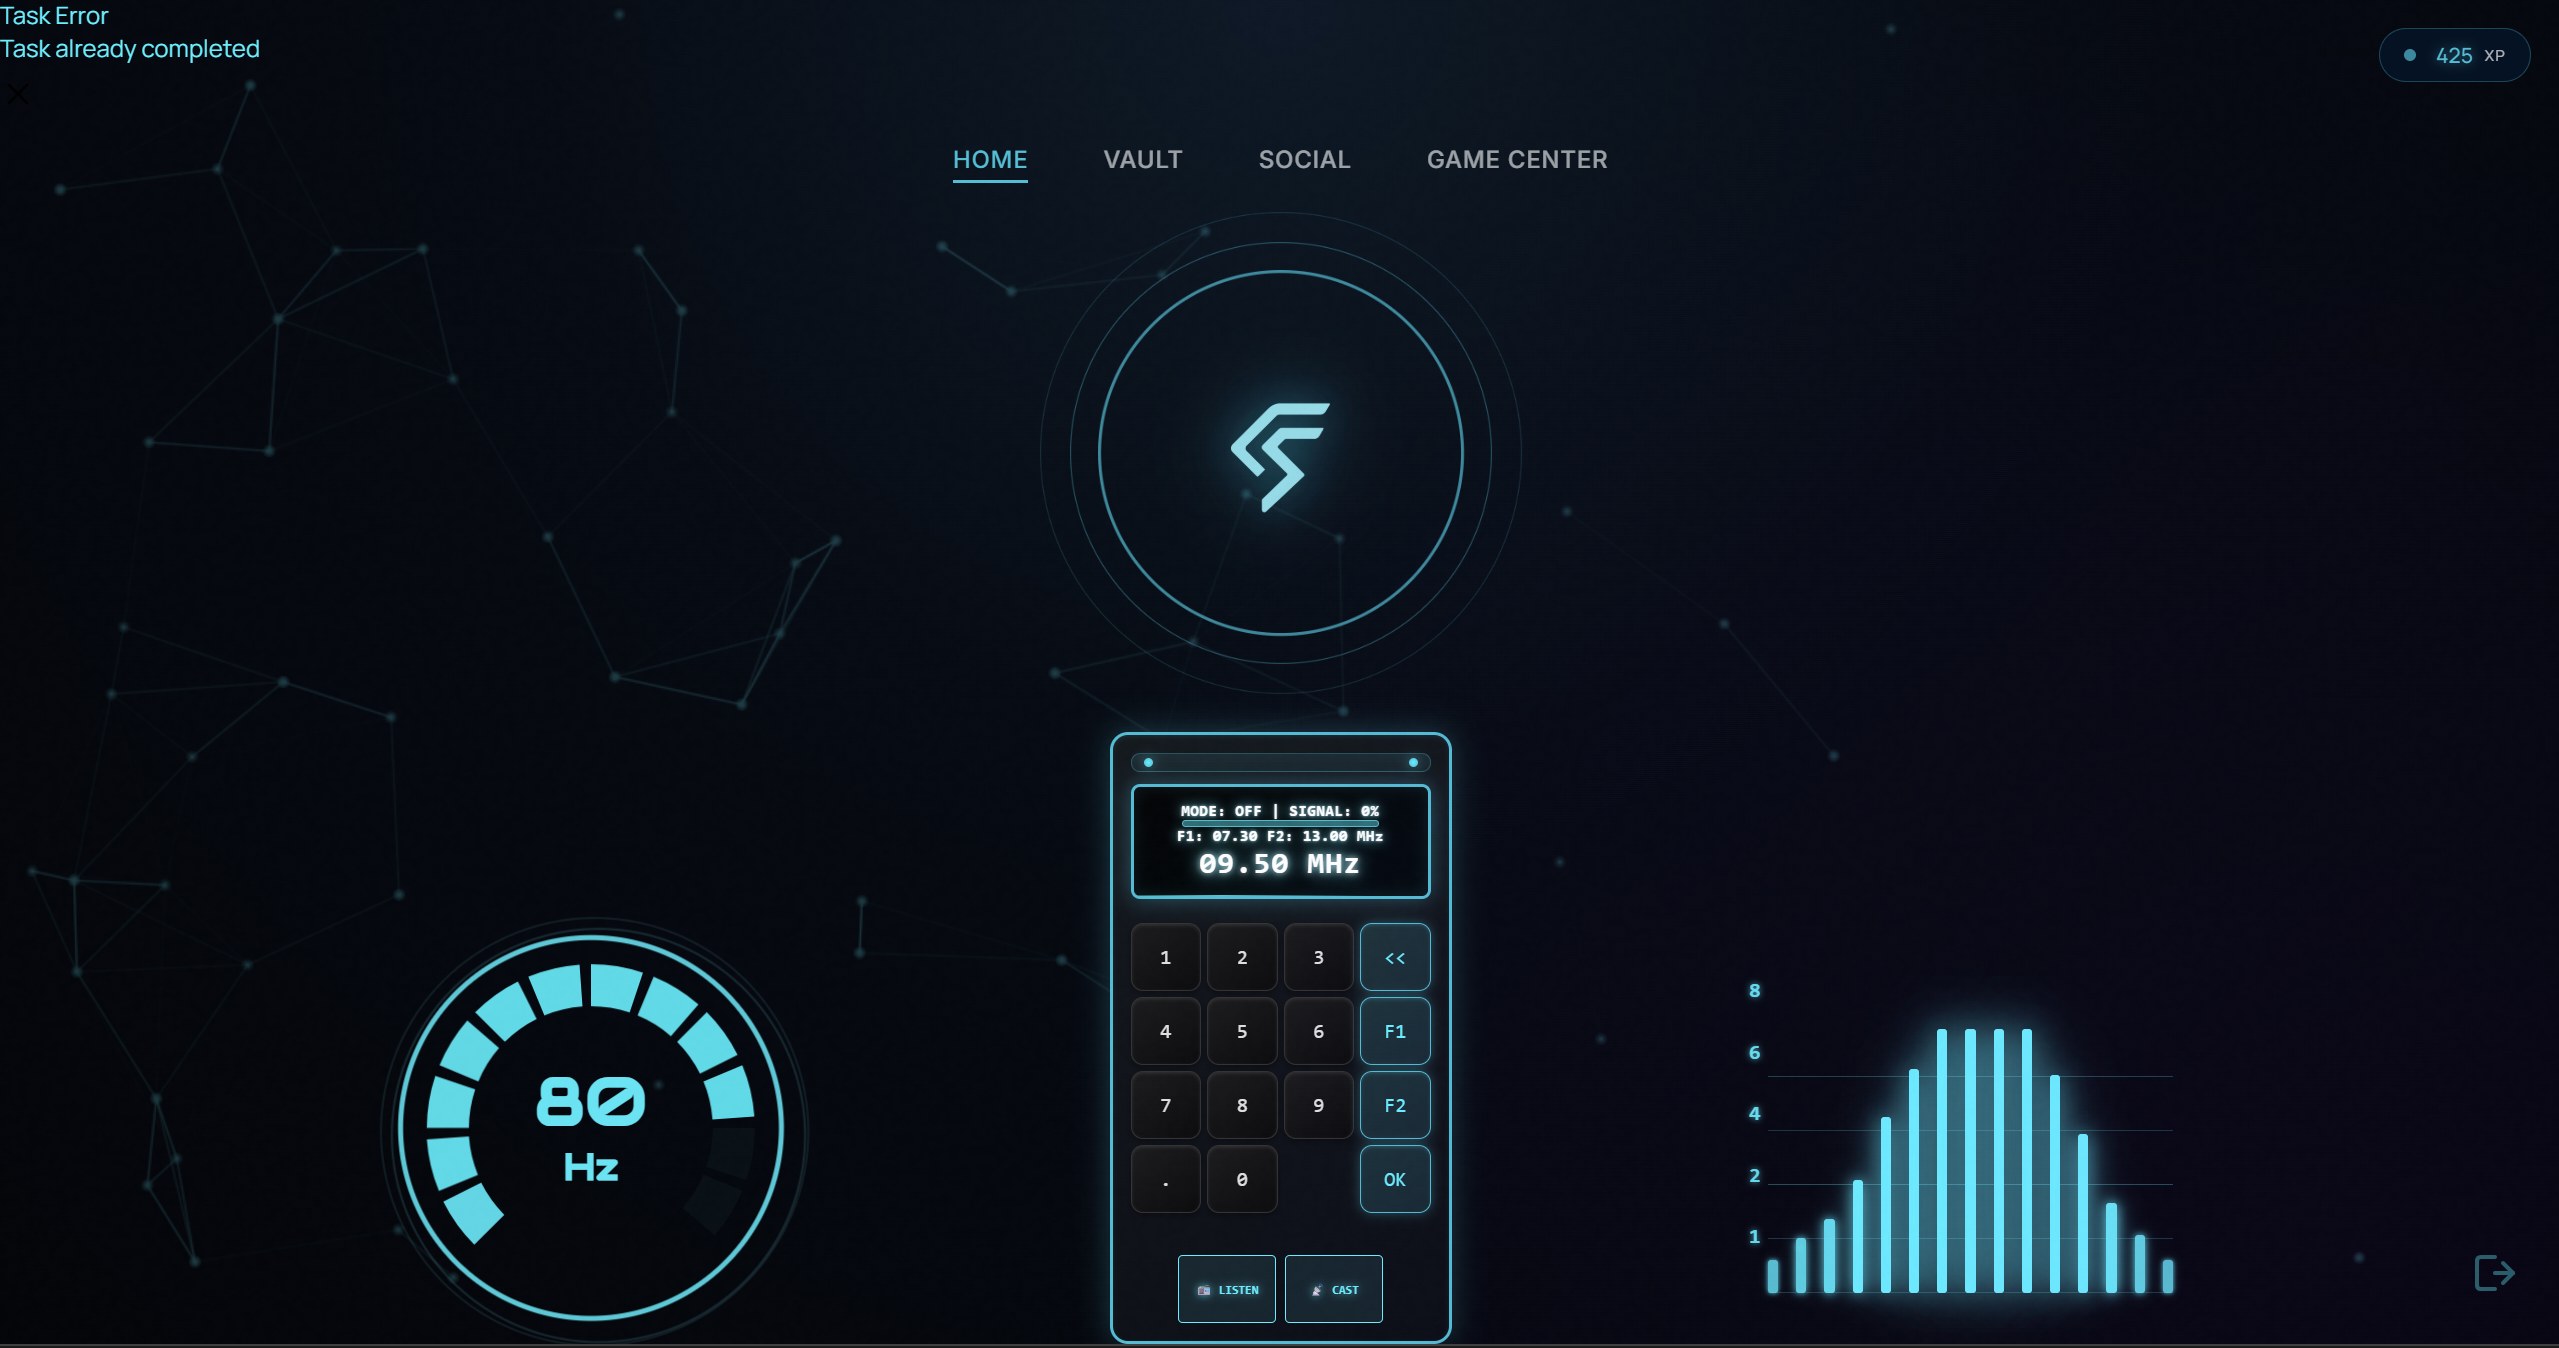 Task Error
Task already completed
425 XP
HOME VAULT SOCIAL GAME CENTER
MODE: OFF | SIGNAL: 0%
F1: 07.30 F2: 13.00 MHz
09.50 MHz
1 2 3 <<
4 5 6 F1
7 8 9 F2
. 0 OK
LISTEN CAST
80
Hz
8
6
4
2
1